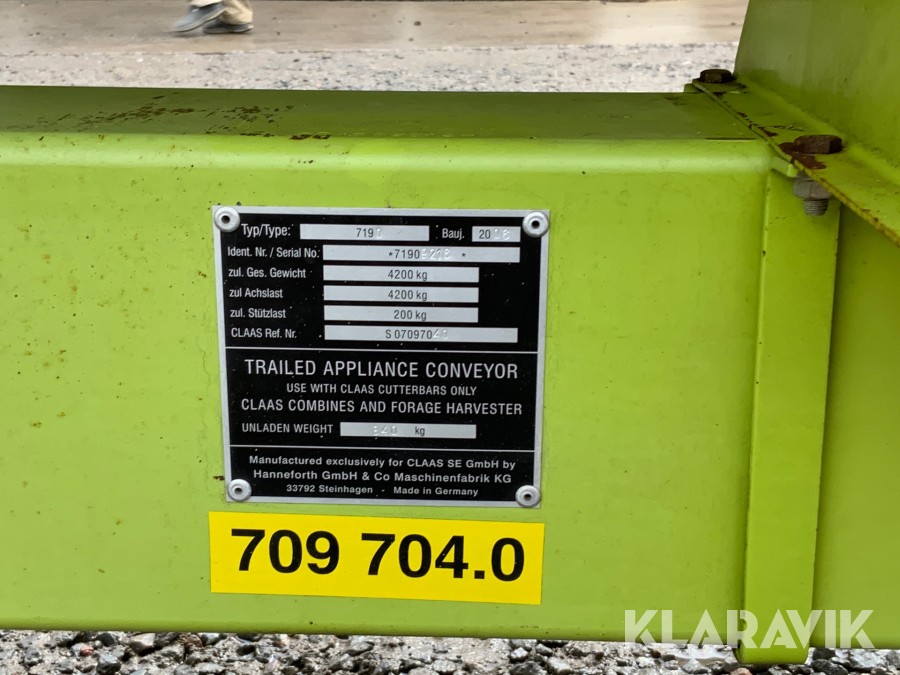 Typ/Type: 719 Bauj. 20
Ident. Nr. / Serial No.
zul. Ges. Gewicht 4200 kg
zul Achslast 4200 kg
zul. Stützlast 200 kg
CLAAS Ref. Nr.
TRAILED APPLIANCE CONVEYOR
USE WITH CLAAS CUTTERBARS ONLY
CLAAS COMBINES AND FORAGE HARVESTER
UNLADEN WEIGHT kg
Manufactured exclusively for CLAAS SE GmbH by
Hanneforth GmbH & Co Maschinenfabrik KG
33792 Steinhagen - Made in Germany
709 704.0
KLARAVIK